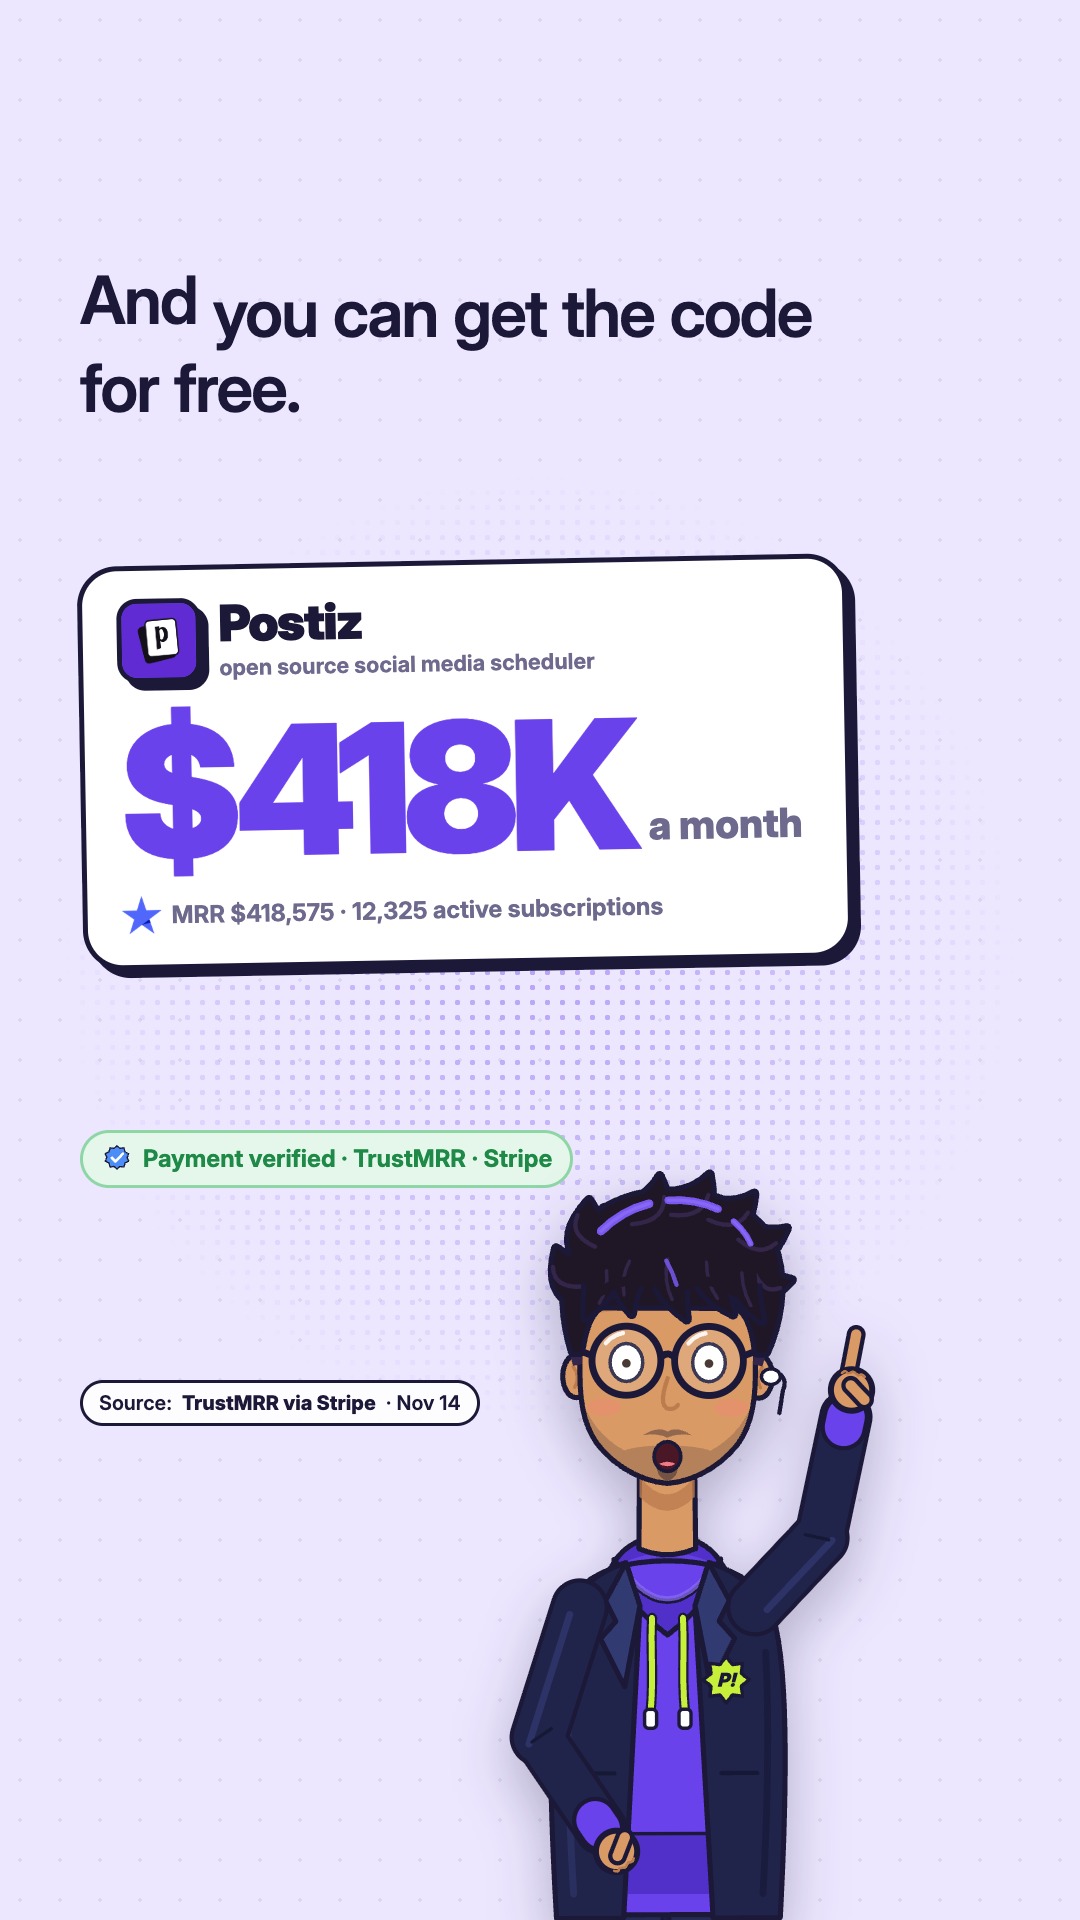 And you can get the code
for free.
p
Postiz
open source social media scheduler
$418K a month
MRR $418,575 · 12,325 active subscriptions
Payment verified · TrustMRR · Stripe
Source: TrustMRR via Stripe · Nov 14
P!